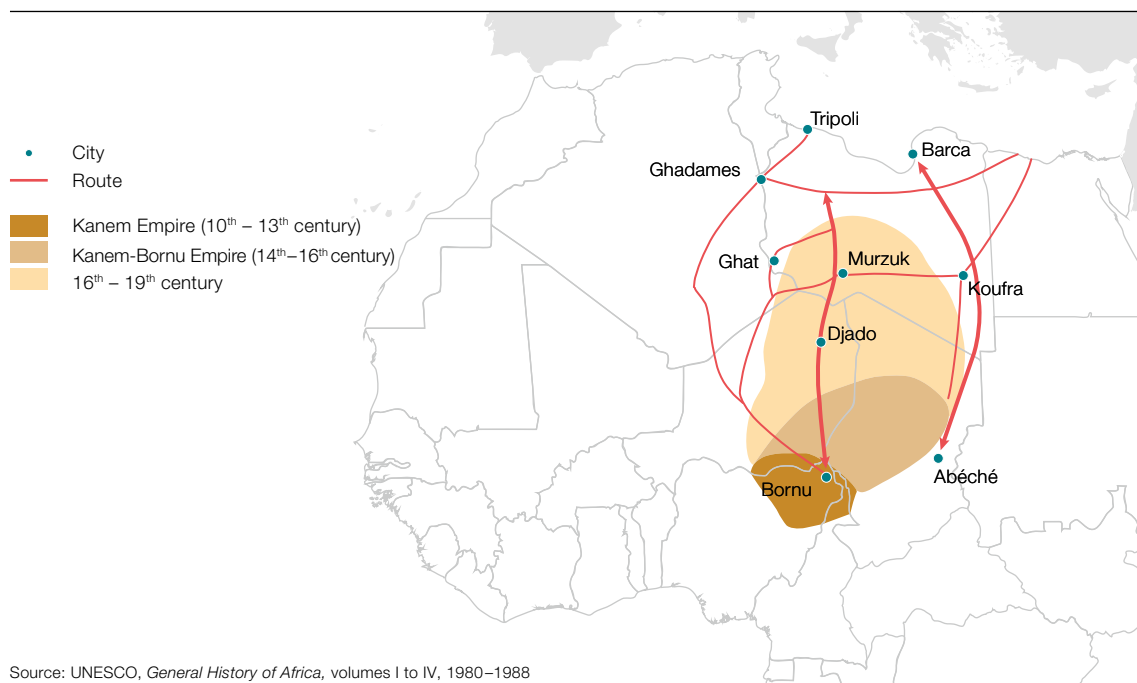 City
Route
Kanem Empire (10th – 13th century)
Kanem-Bornu Empire (14th–16th century)
16th – 19th century
Tripoli
Barca
Ghadames
Ghat
Murzuk
Koufra
Djado
Abéché
Bornu
Source: UNESCO, General History of Africa, volumes I to IV, 1980–1988